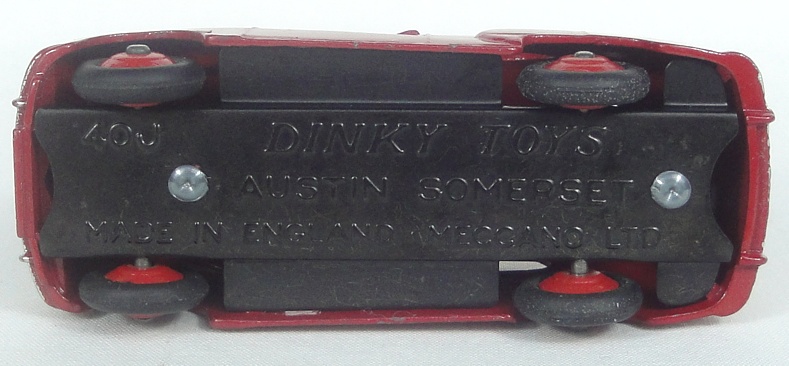 40J DINKY TOYS
AUSTIN SOMERSET
MADE IN ENGLAND MECCANO LTD